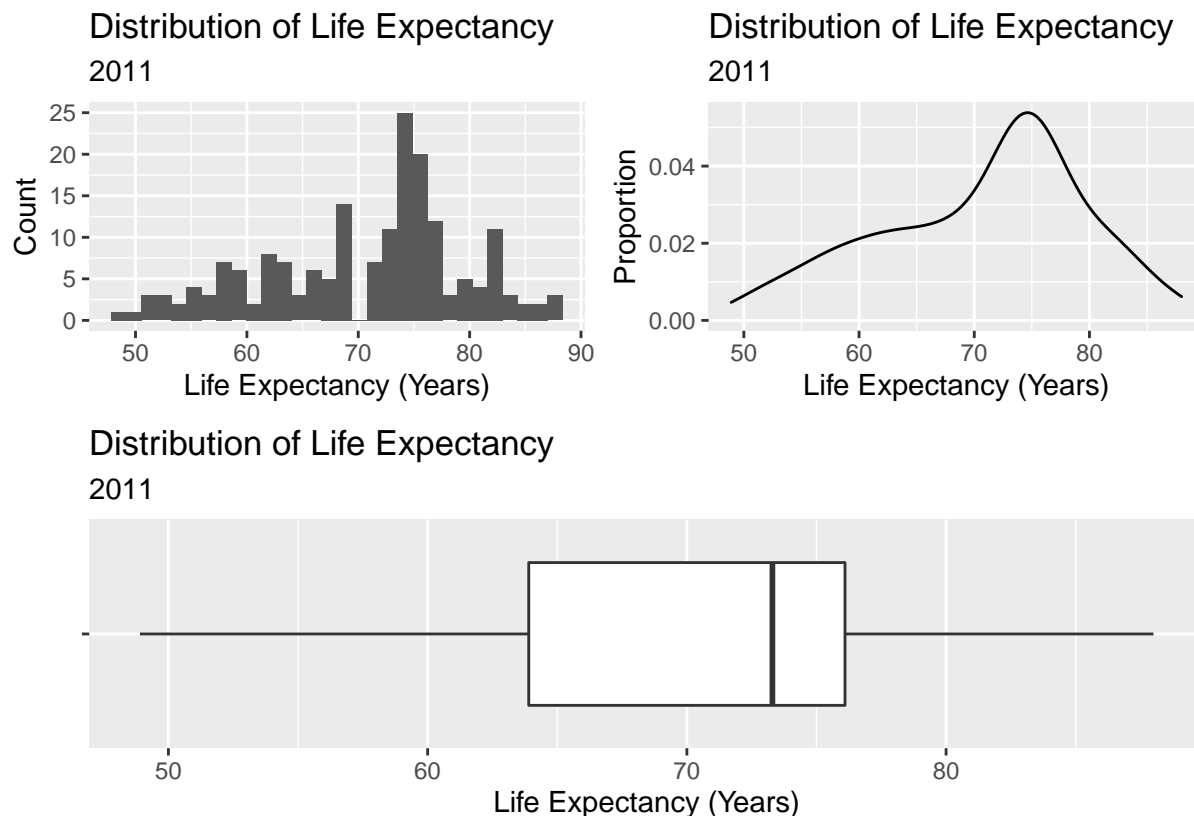 Distribution of Life Expectancy
2011
25
20
15
10
5
0
Count
50 60 70 80 90
Life Expectancy (Years)
Distribution of Life Expectancy
2011
0.04
0.02
0.00
Proportion
50 60 70 80
Life Expectancy (Years)
Distribution of Life Expectancy
2011
50 60 70 80
Life Expectancy (Years)